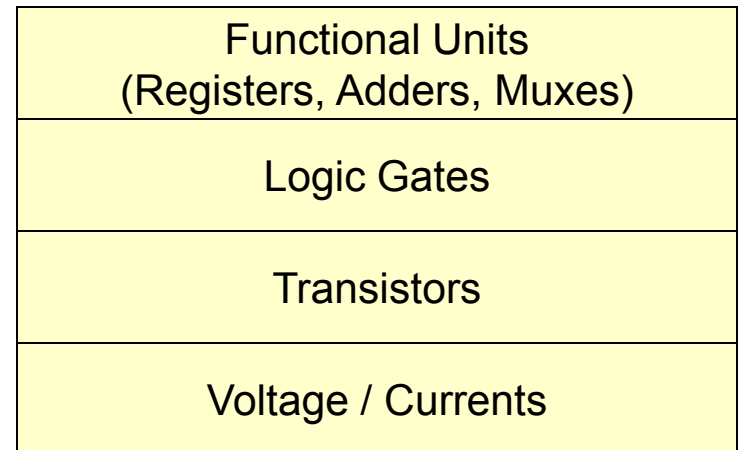 Functional Units
(Registers, Adders, Muxes)
Logic Gates
Transistors
Voltage / Currents